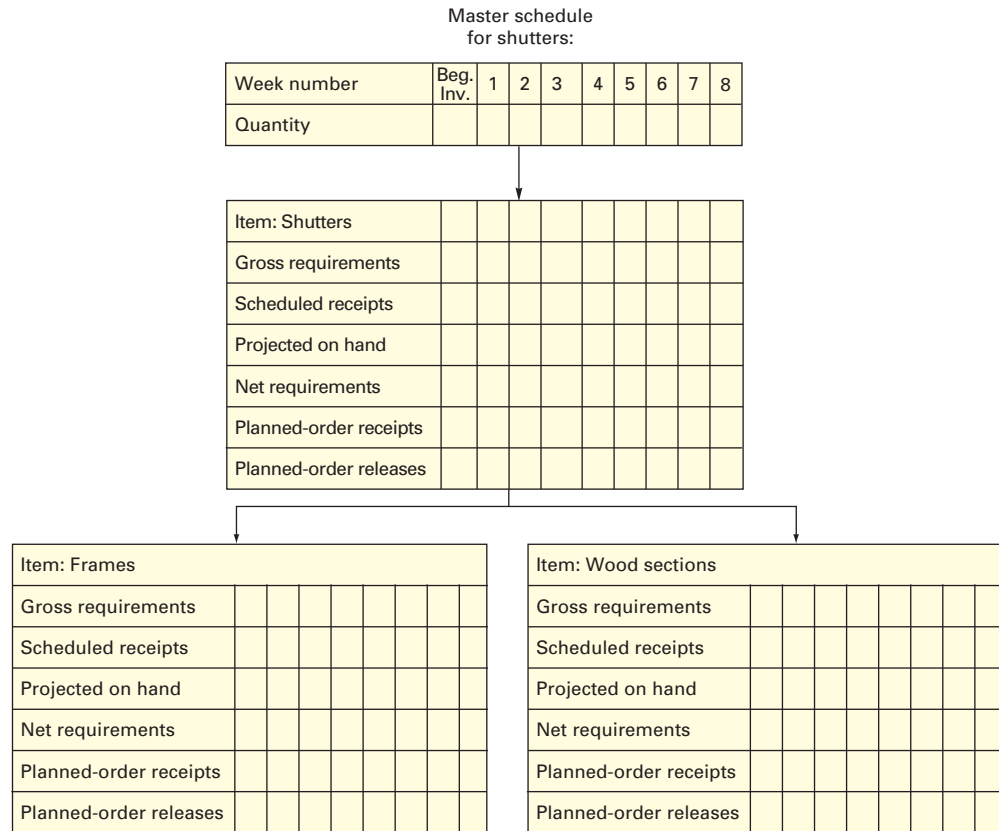 Master schedule
for shutters:
Week number Beg. Inv. 1 2 3 4 5 6 7 8
Quantity
Item: Shutters
Gross requirements
Scheduled receipts
Projected on hand
Net requirements
Planned-order receipts
Planned-order releases
Item: Frames
Gross requirements
Scheduled receipts
Projected on hand
Net requirements
Planned-order receipts
Planned-order releases
Item: Wood sections
Gross requirements
Scheduled receipts
Projected on hand
Net requirements
Planned-order receipts
Planned-order releases